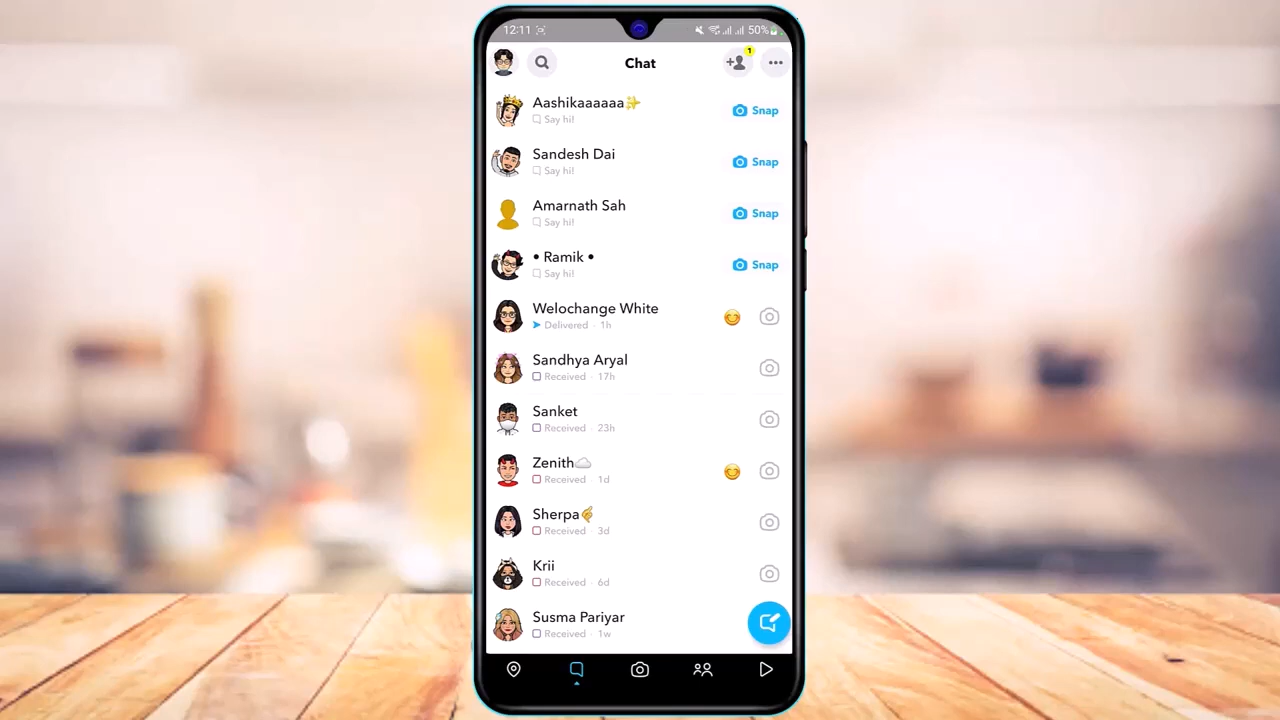 12:11
50%
Chat
1
Aashikaaaaaa✨
Say hi!
Snap
Sandesh Dai
Say hi!
Snap
Amarnath Sah
Say hi!
Snap
• Ramik •
Say hi!
Snap
Welochange White
Delivered · 1h
Sandhya Aryal
Received · 17h
Sanket
Received · 23h
Zenith☁️
Received · 1d
Sherpa🤙
Received · 3d
Krii
Received · 6d
Susma Pariyar
Received · 1w